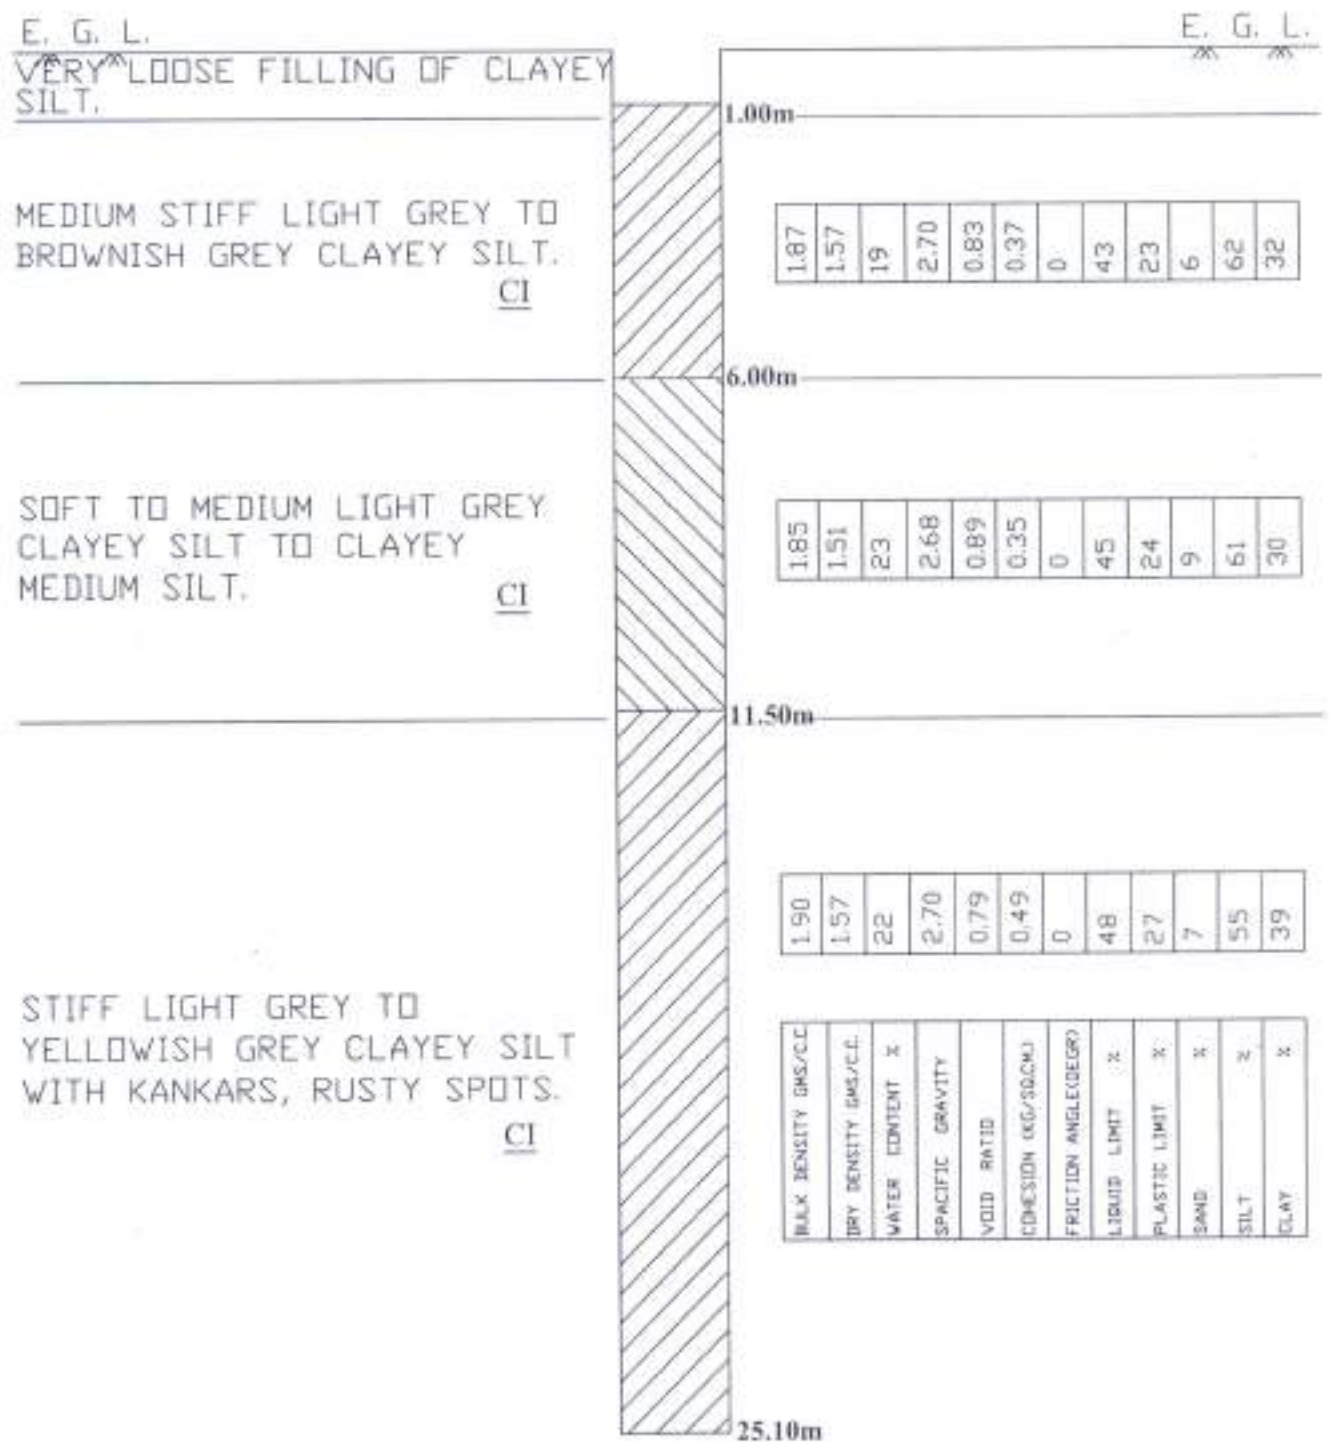 E. G. L.
E. G. L.
VERY LOOSE FILLING OF CLAYEY
SILT.
1.00m
MEDIUM STIFF LIGHT GREY TO
BROWNISH GREY CLAYEY SILT.
CI
1.87
1.57
19
2.70
0.83
0.37
0
43
23
6
62
32
6.00m
SOFT TO MEDIUM LIGHT GREY
CLAYEY SILT TO CLAYEY
MEDIUM SILT.
CI
1.85
1.51
23
2.68
0.89
0.35
0
45
24
9
61
30
11.50m
STIFF LIGHT GREY TO
YELLOWISH GREY CLAYEY SILT
WITH KANKARS, RUSTY SPOTS.
CI
1.90
1.57
22
2.70
0.79
0.49
0
48
27
7
55
39
BULK DENSITY GMS/C.C
DRY DENSITY GMS/C.C.
WATER CONTENT %
SPACIFIC GRAVITY
VOID RATIO
COHESION (KG/SQ.CM.)
FRICTION ANGLE(DEGR)
LIQUID LIMIT %
PLASTIC LIMIT %
SAND %
SILT %
CLAY %
25.10m